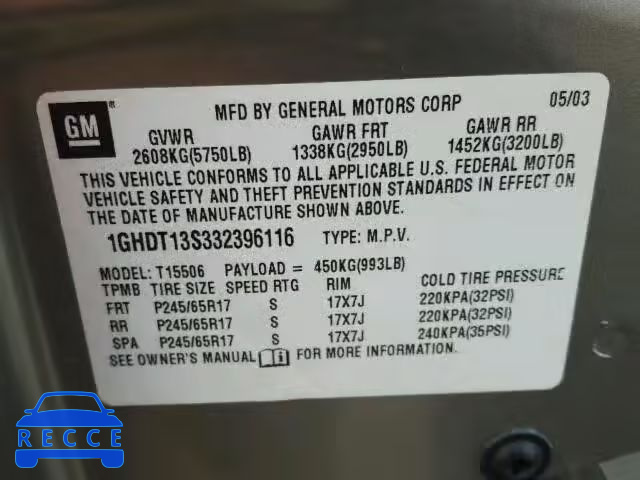 GM ® MFD BY GENERAL MOTORS CORP 05/03
GVWR GAWR FRT GAWR RR
2608KG(5750LB) 1338KG(2950LB) 1452KG(3200LB)
THIS VEHICLE CONFORMS TO ALL APPLICABLE U.S. FEDERAL MOTOR
VEHICLE SAFETY AND THEFT PREVENTION STANDARDS IN EFFECT ON
THE DATE OF MANUFACTURE SHOWN ABOVE.
1GHDT13S332396116 TYPE: M.P.V.
MODEL: T15506 PAYLOAD = 450KG(993LB)
TPMB TIRE SIZE SPEED RTG RIM COLD TIRE PRESSURE
FRT P245/65R17 S 17X7J 220KPA(32PSI)
RR P245/65R17 S 17X7J 220KPA(32PSI)
SPA P245/65R17 S 17X7J 240KPA(35PSI)
SEE OWNER'S MANUAL FOR MORE INFORMATION.
RECCE